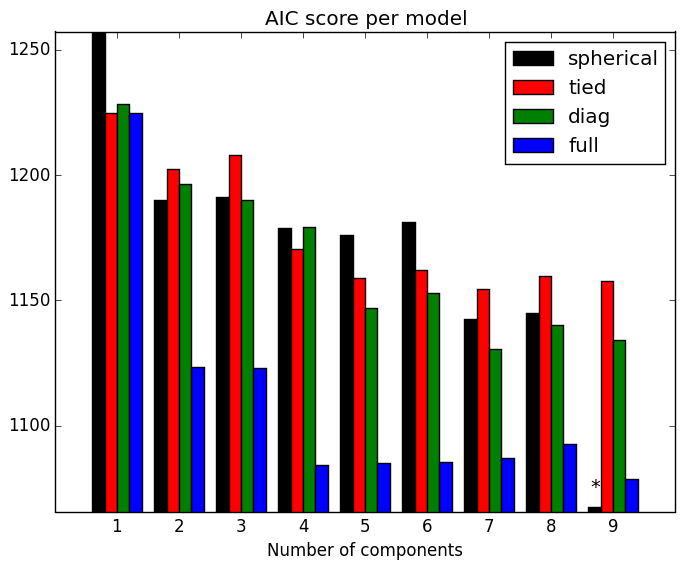 AIC score per model
1250
1200
1150
1100
spherical
tied
diag
full
*
1 2 3 4 5 6 7 8 9
Number of components